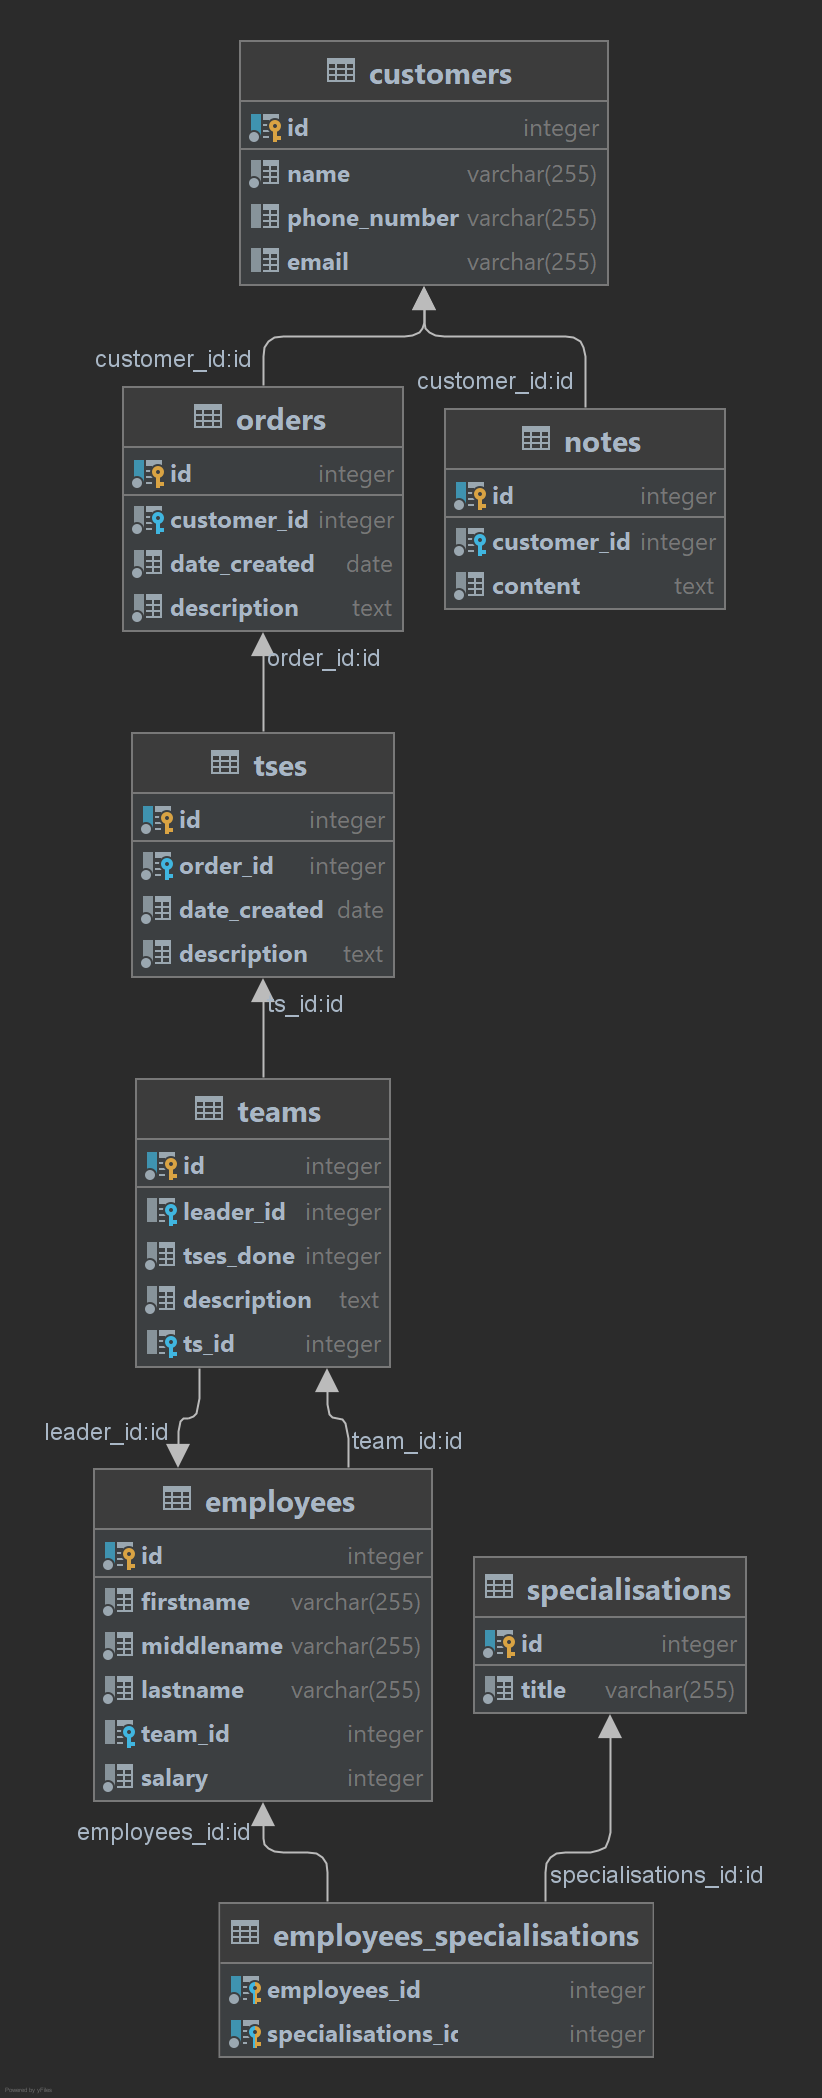 customers
id integer
name varchar(255)
phone_number varchar(255)
email varchar(255)
customer_id:id
customer_id:id
orders
id integer
customer_id integer
date_created date
description text
notes
id integer
customer_id integer
content text
order_id:id
tses
id integer
order_id integer
date_created date
description text
ts_id:id
teams
id integer
leader_id integer
tses_done integer
description text
ts_id integer
leader_id:id
team_id:id
employees
id integer
firstname varchar(255)
middlename varchar(255)
lastname varchar(255)
team_id integer
salary integer
specialisations
id integer
title varchar(255)
employees_id:id
specialisations_id:id
employees_specialisations
employees_id integer
specialisations_id integer
Powered by yFiles